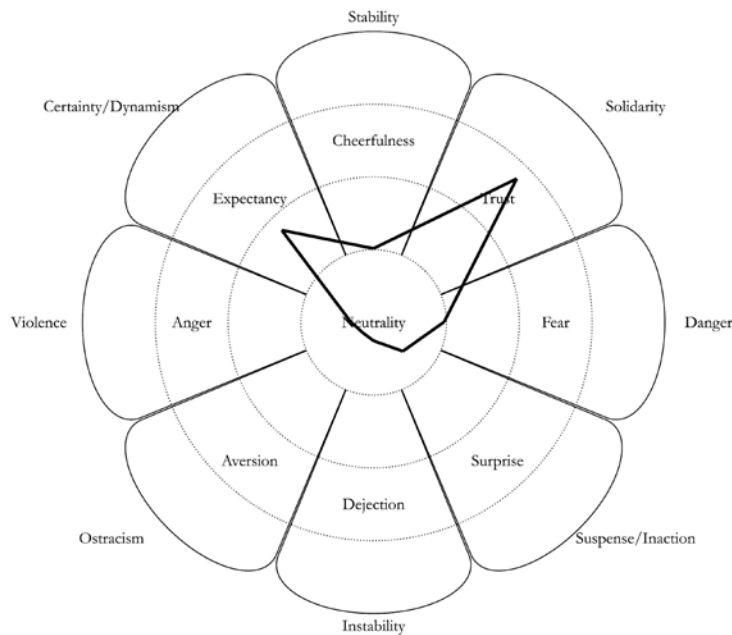 Stability
Certainty/Dynamism
Solidarity
Cheerfulness
Expectancy
Trust
Violence
Anger
Neutrality
Fear
Danger
Aversion
Surprise
Dejection
Ostracism
Suspense/Inaction
Instability